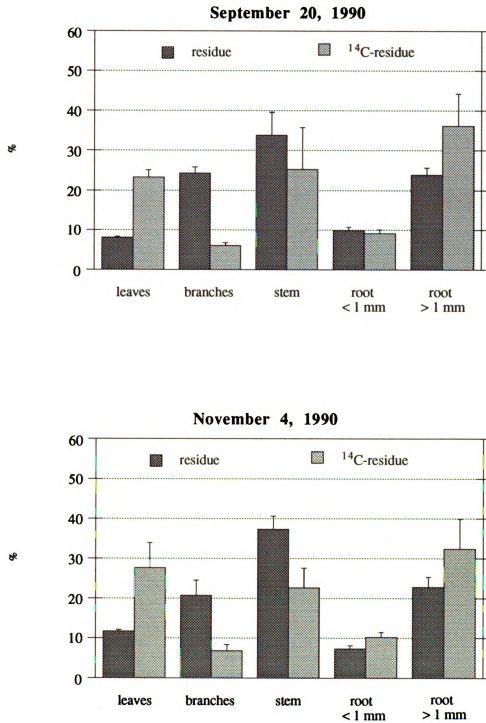 September 20, 1990
60
residue
¹⁴C-residue
50
40
%
30
20
10
0
leaves branches stem root root
< 1 mm > 1 mm
November 4, 1990
60
residue
¹⁴C-residue
50
40
%
30
20
10
0
leaves branches stem root root
< 1 mm > 1 mm